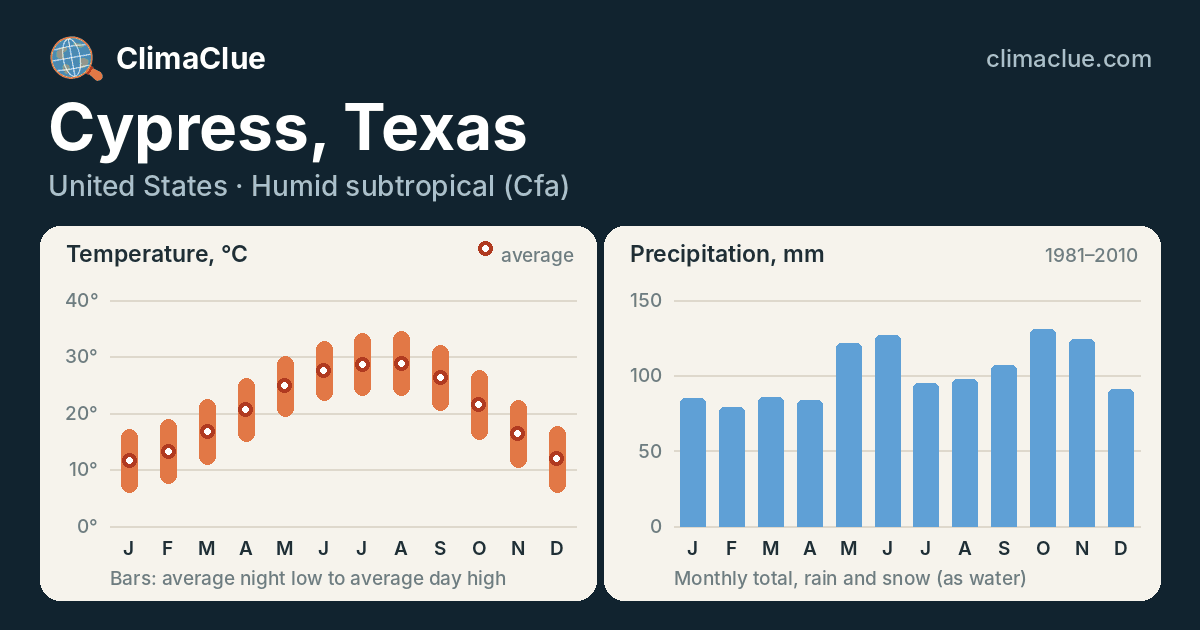 ClimaClue
climaclue.com
Cypress, Texas
United States · Humid subtropical (Cfa)
Temperature, °C
average
40°
30°
20°
10°
0°
J F M A M J J A S O N D
Bars: average night low to average day high
Precipitation, mm
1981–2010
150
100
50
0
J F M A M J J A S O N D
Monthly total, rain and snow (as water)